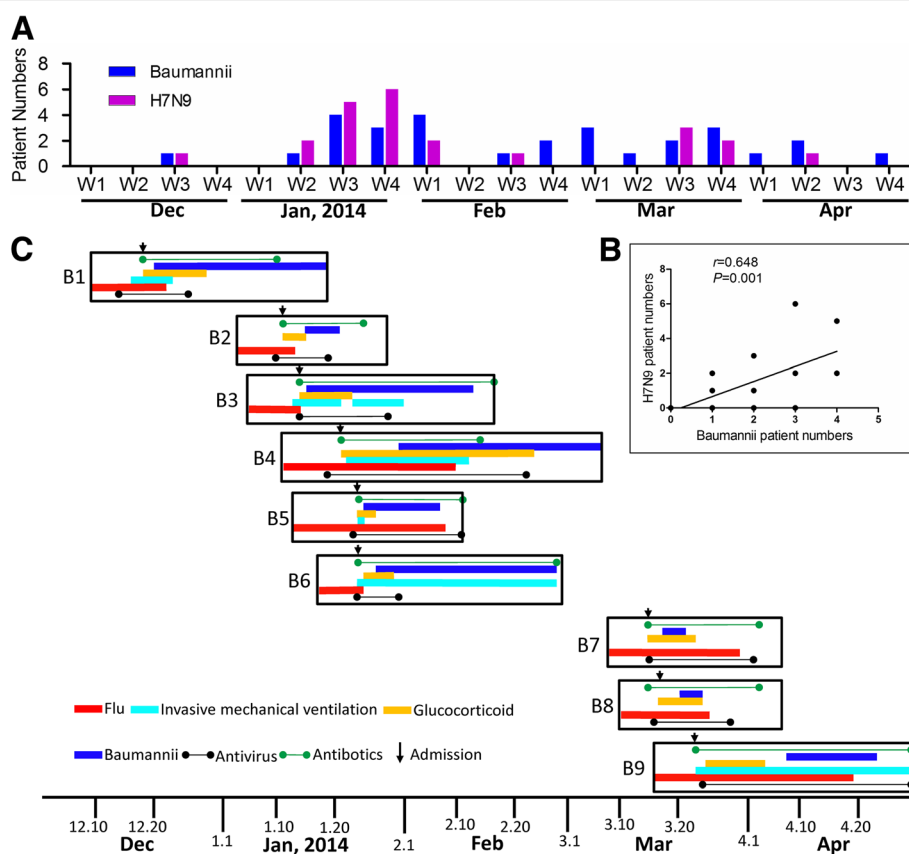 A
Patient Numbers
8
6
4
2
0
Baumannii
H7N9
W1 W2 W3 W4 W1 W2 W3 W4 W1 W2 W3 W4 W1 W2 W3 W4 W1 W2 W3 W4
Dec Jan, 2014 Feb Mar Apr
C
B
r=0.648
P=0.001
H7N9 patient numbers
8
6
4
2
0
0 1 2 3 4 5
Baumannii patient numbers
B1
B2
B3
B4
B5
B6
B7
B8
B9
Flu Invasive mechanical ventilation Glucocorticoid
Baumannii Antivirus Antibotics Admission
12.10 12.20 1.1 1.10 1.20 2.1 2.10 2.20 3.1 3.10 3.20 4.1 4.10 4.20
Dec Jan, 2014 Feb Mar Apr